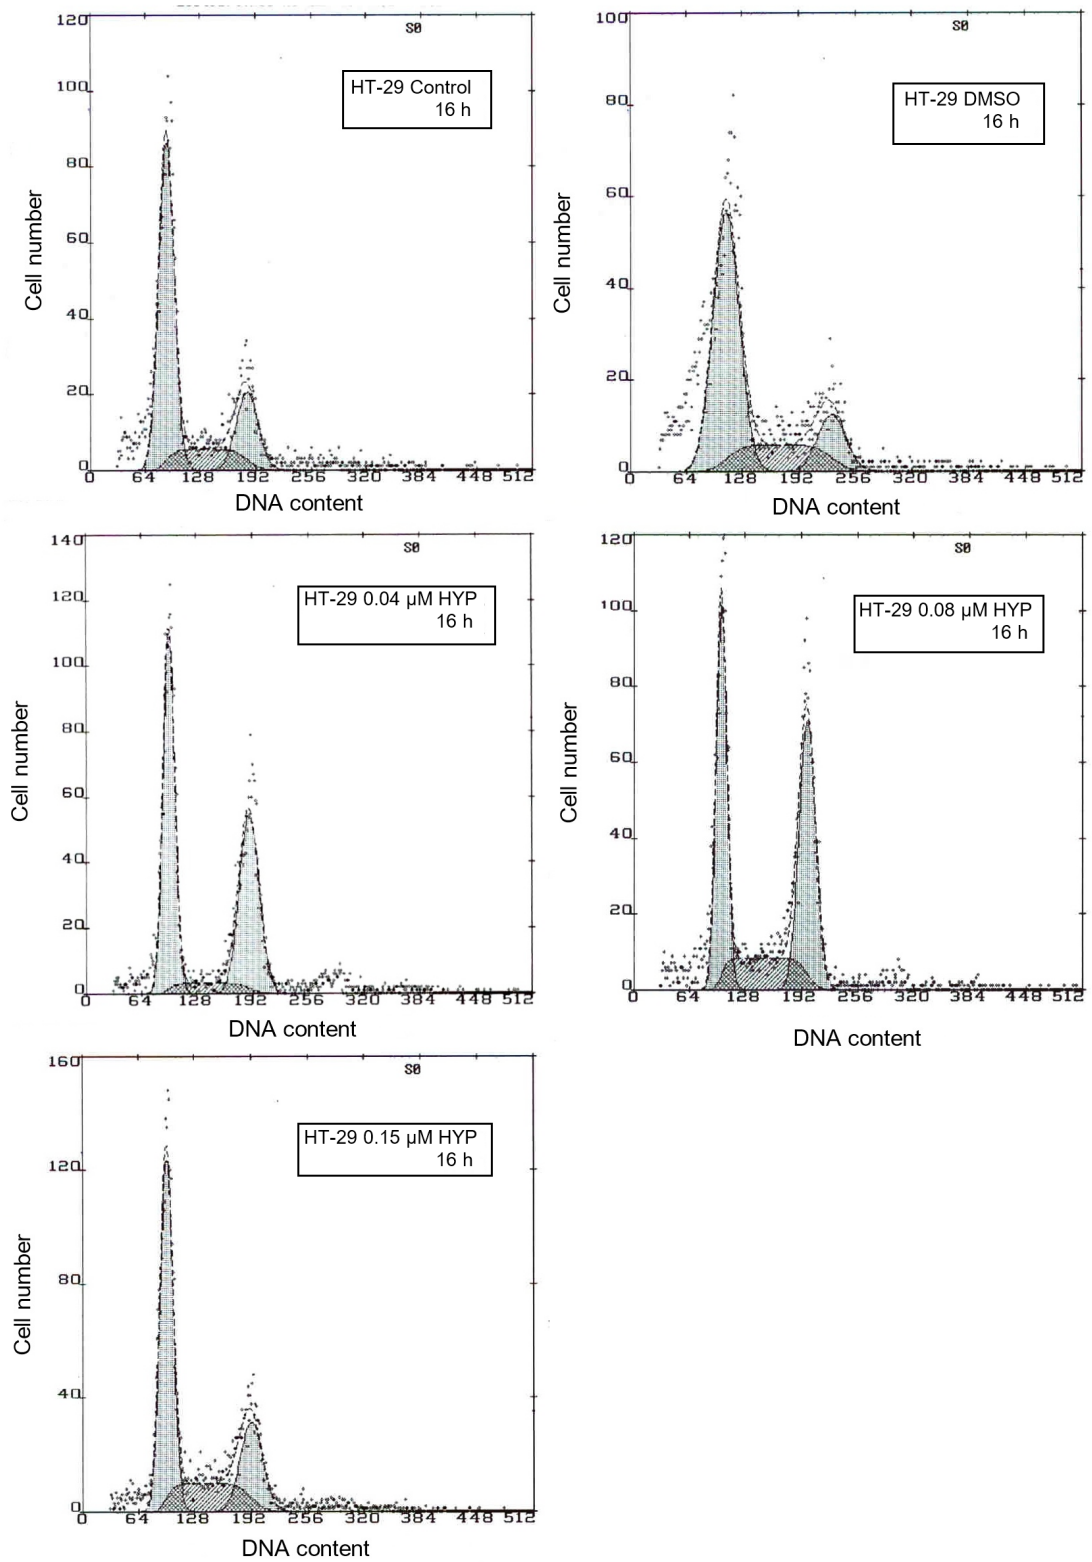 120
S0
HT-29 Control
16 h
100
80
60
40
20
0
0 64 128 192 256 320 384 448 512
Cell number
DNA content
100
S0
HT-29 DMSO
16 h
80
60
40
20
0
0 64 128 192 256 320 384 448 512
Cell number
DNA content
140
S0
HT-29 0.04 µM HYP
16 h
120
100
80
60
40
20
0
0 64 128 192 256 320 384 448 512
Cell number
DNA content
120
S0
HT-29 0.08 µM HYP
16 h
100
80
60
40
20
0
0 64 128 192 256 320 384 448 512
Cell number
DNA content
160
S0
HT-29 0.15 µM HYP
16 h
120
80
40
0
0 64 128 192 256 320 384 448 512
Cell number
DNA content